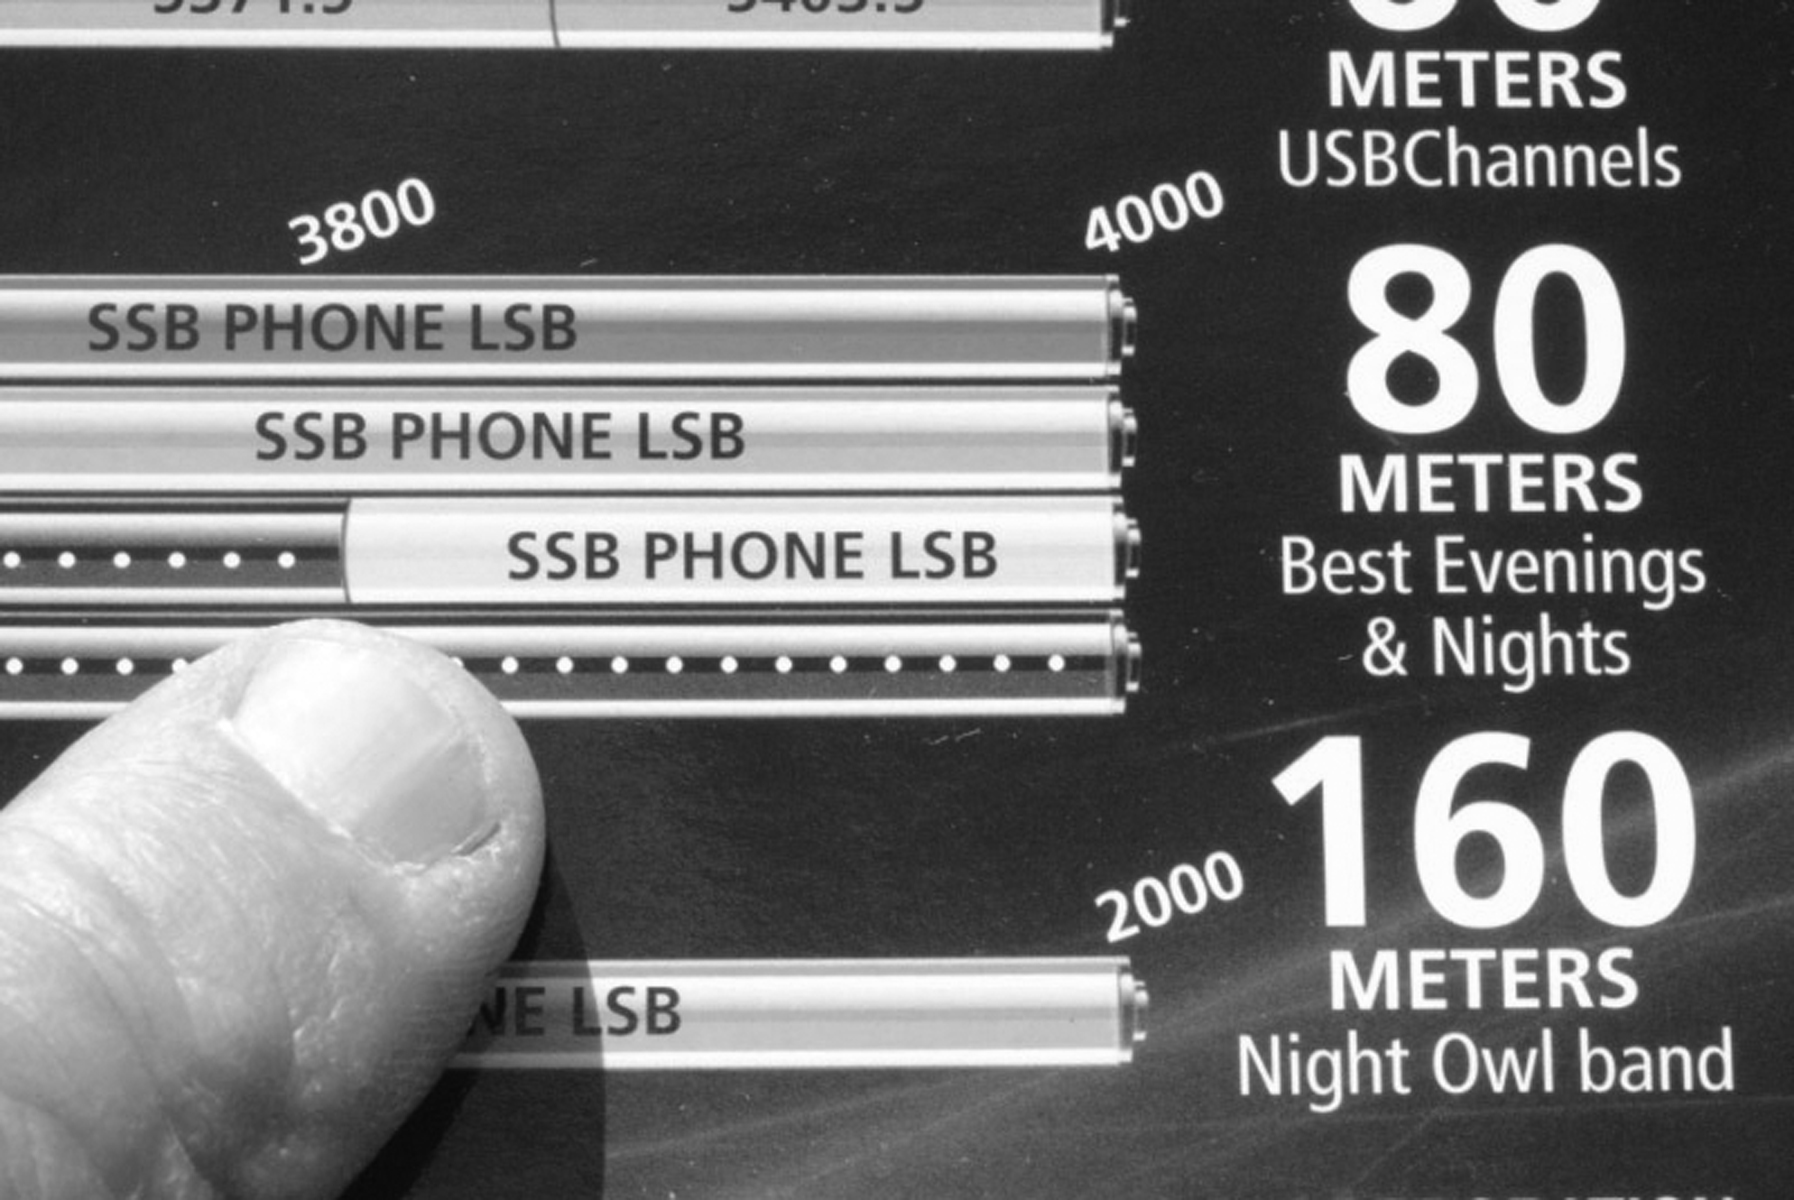 METERS
USBChannels
3800
4000
80
METERS
Best Evenings
& Nights
SSB PHONE LSB
SSB PHONE LSB
SSB PHONE LSB
160
METERS
Night Owl band
2000
LSB